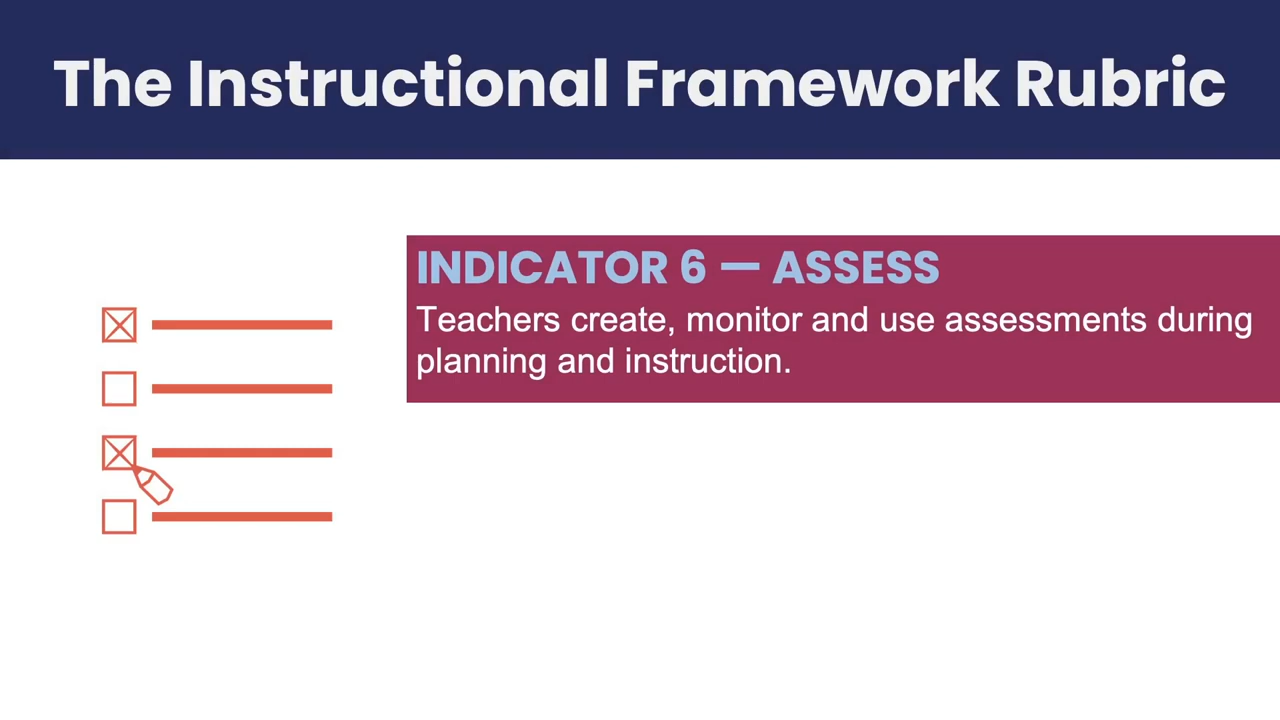 The Instructional Framework Rubric
INDICATOR 6 — ASSESS
Teachers create, monitor and use assessments during
planning and instruction.